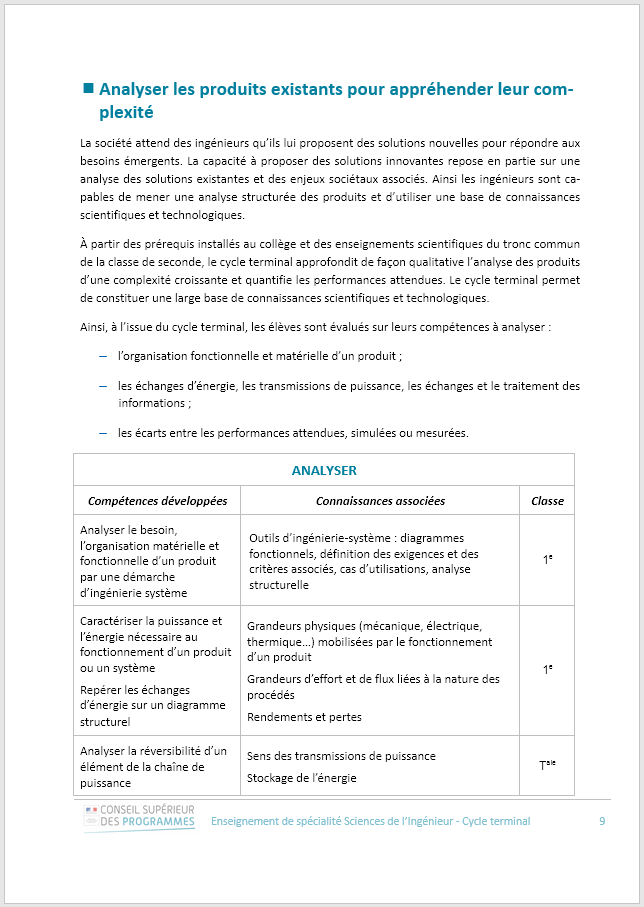 Analyser les produits existants pour appréhender leur com-
plexité
La société attend des ingénieurs qu’ils lui proposent des solutions nouvelles pour répondre aux
besoins émergents. La capacité à proposer des solutions innovantes repose en partie sur une
analyse des solutions existantes et des enjeux sociétaux associés. Ainsi les ingénieurs sont ca-
pables de mener une analyse structurée des produits et d’utiliser une base de connaissances
scientifiques et technologiques.
À partir des prérequis installés au collège et des enseignements scientifiques du tronc commun
de la classe de seconde, le cycle terminal approfondit de façon qualitative l’analyse des produits
d’une complexité croissante et quantifie les performances attendues. Le cycle terminal permet
de constituer une large base de connaissances scientifiques et technologiques.
Ainsi, à l’issue du cycle terminal, les élèves sont évalués sur leurs compétences à analyser :
– l’organisation fonctionnelle et matérielle d’un produit ;
– les échanges d’énergie, les transmissions de puissance, les échanges et le traitement des
informations ;
– les écarts entre les performances attendues, simulées ou mesurées.
ANALYSER
Compétences développées Connaissances associées Classe
Analyser le besoin,
l’organisation matérielle et
fonctionnelle d’un produit
par une démarche
d’ingénierie système
Outils d’ingénierie-système : diagrammes
fonctionnels, définition des exigences et des
critères associés, cas d’utilisations, analyse
structurelle
1e
Caractériser la puissance et
l’énergie nécessaire au
fonctionnement d’un produit
ou un système
Repérer les échanges
d’énergie sur un diagramme
structurel
Grandeurs physiques (mécanique, électrique,
thermique…) mobilisées par le fonctionnement
d’un produit
Grandeurs d’effort et de flux liées à la nature des
procédés
Rendements et pertes
1e
Analyser la réversibilité d’un
élément de la chaîne de
puissance
Sens des transmissions de puissance
Stockage de l’énergie
Tale
CONSEIL SUPÉRIEUR
DES PROGRAMMES
Enseignement de spécialité Sciences de l’Ingénieur - Cycle terminal 9